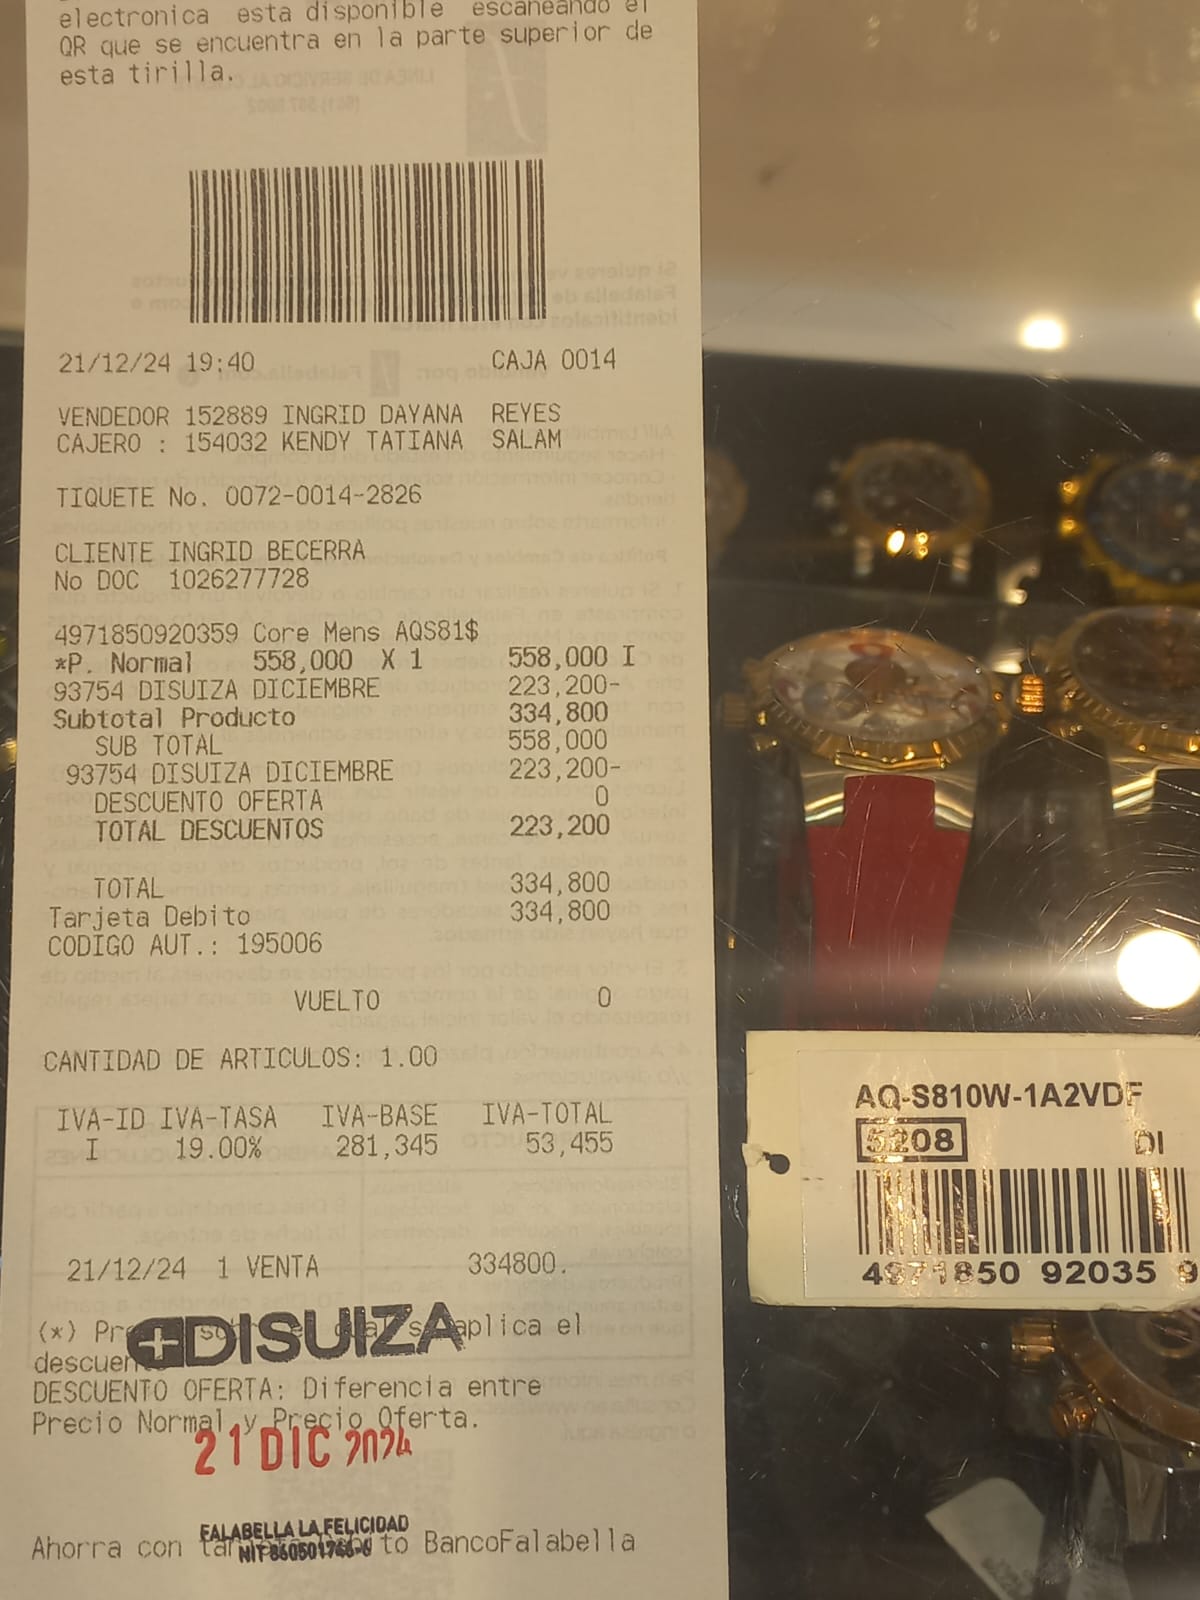 electronica esta disponible escaneando el
QR que se encuentra en la parte superior de
esta tirilla.
21/12/24 19:40 CAJA 0014
VENDEDOR 152889 INGRID DAYANA REYES
CAJERO : 154032 KENDY TATIANA SALAM
TIQUETE No. 0072-0014-2826
CLIENTE INGRID BECERRA
No DOC 1026277728
4971850920359 Core Mens AQS81$
*P. Normal 558,000 X 1 558,000 I
93754 DISUIZA DICIEMBRE 223,200-
Subtotal Producto 334,800
SUB TOTAL 558,000
93754 DISUIZA DICIEMBRE 223,200-
DESCUENTO OFERTA 0
TOTAL DESCUENTOS 223,200
TOTAL 334,800
Tarjeta Debito 334,800
CODIGO AUT.: 195006
VUELTO 0
CANTIDAD DE ARTICULOS: 1.00
IVA-ID IVA-TASA IVA-BASE IVA-TOTAL
I 19.00% 281,345 53,455
21/12/24 1 VENTA 334800.
(*) aplica el
DISUIZA
DESCUENTO OFERTA: Diferencia entre
Precio Normal y Precio Oferta.
21 DIC 2024
FALABELLA LA FELICIDAD
Ahorra con BancoFalabella
NIT
AQ-S810W-1A2VDF
5208 DI
4971850 92035 9